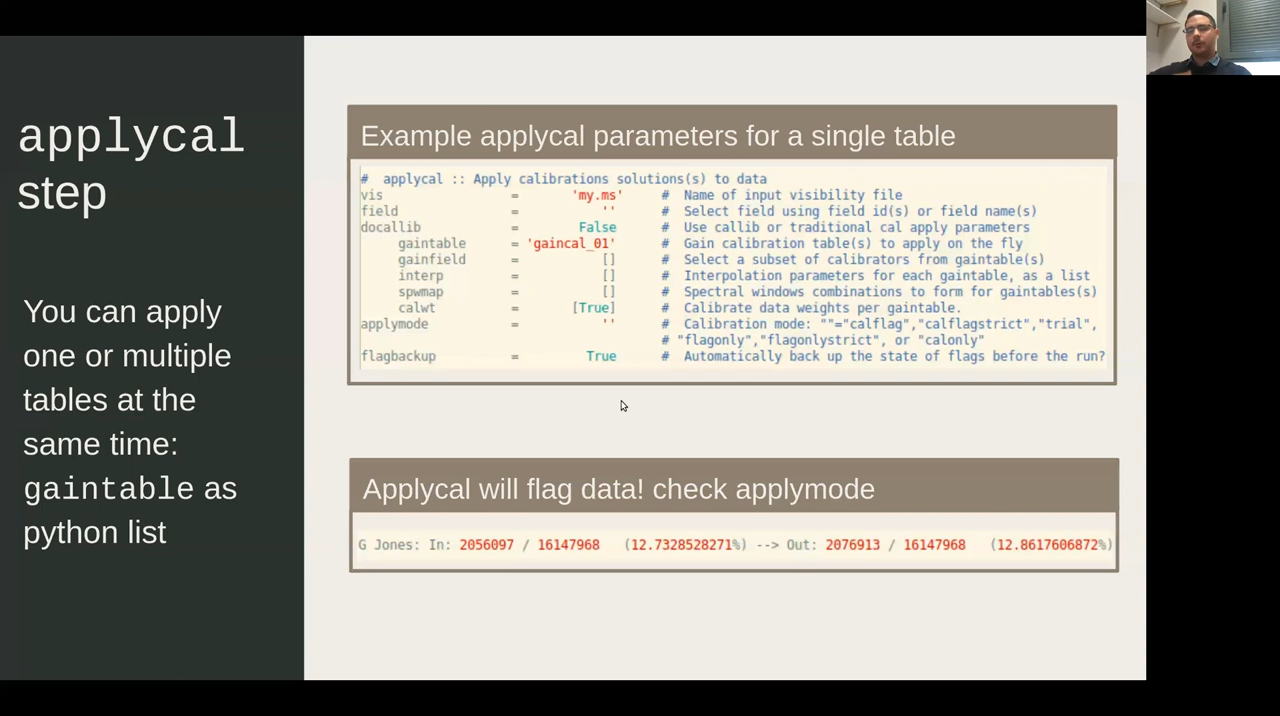 applycal
step
You can apply
one or multiple
tables at the
same time:
gaintable as
python list
Example applycal parameters for a single table
#  applycal :: Apply calibrations solutions(s) to data
vis = 'my.ms' # Name of input visibility file
field = '' # Select field using field id(s) or field name(s)
docallib = False # Use callib or traditional cal apply parameters
gaintable = 'gaincal_01' # Gain calibration table(s) to apply on the fly
gainfield = [] # Select a subset of calibrators from gaintable(s)
interp = [] # Interpolation parameters for each gaintable, as a list
spwmap = [] # Spectral windows combinations to form for gaintables(s)
calwt = [True] # Calibrate data weights per gaintable.
applymode = '' # Calibration mode: ""="calflag","calflagstrict","trial",
# "flagonly","flagonlystrict", or "calonly"
flagbackup = True # Automatically back up the state of flags before the run?
Applycal will flag data! check applymode
G Jones: In: 2056097 / 16147968 (12.7328528271%) --> Out: 2076913 / 16147968 (12.8617606872%)